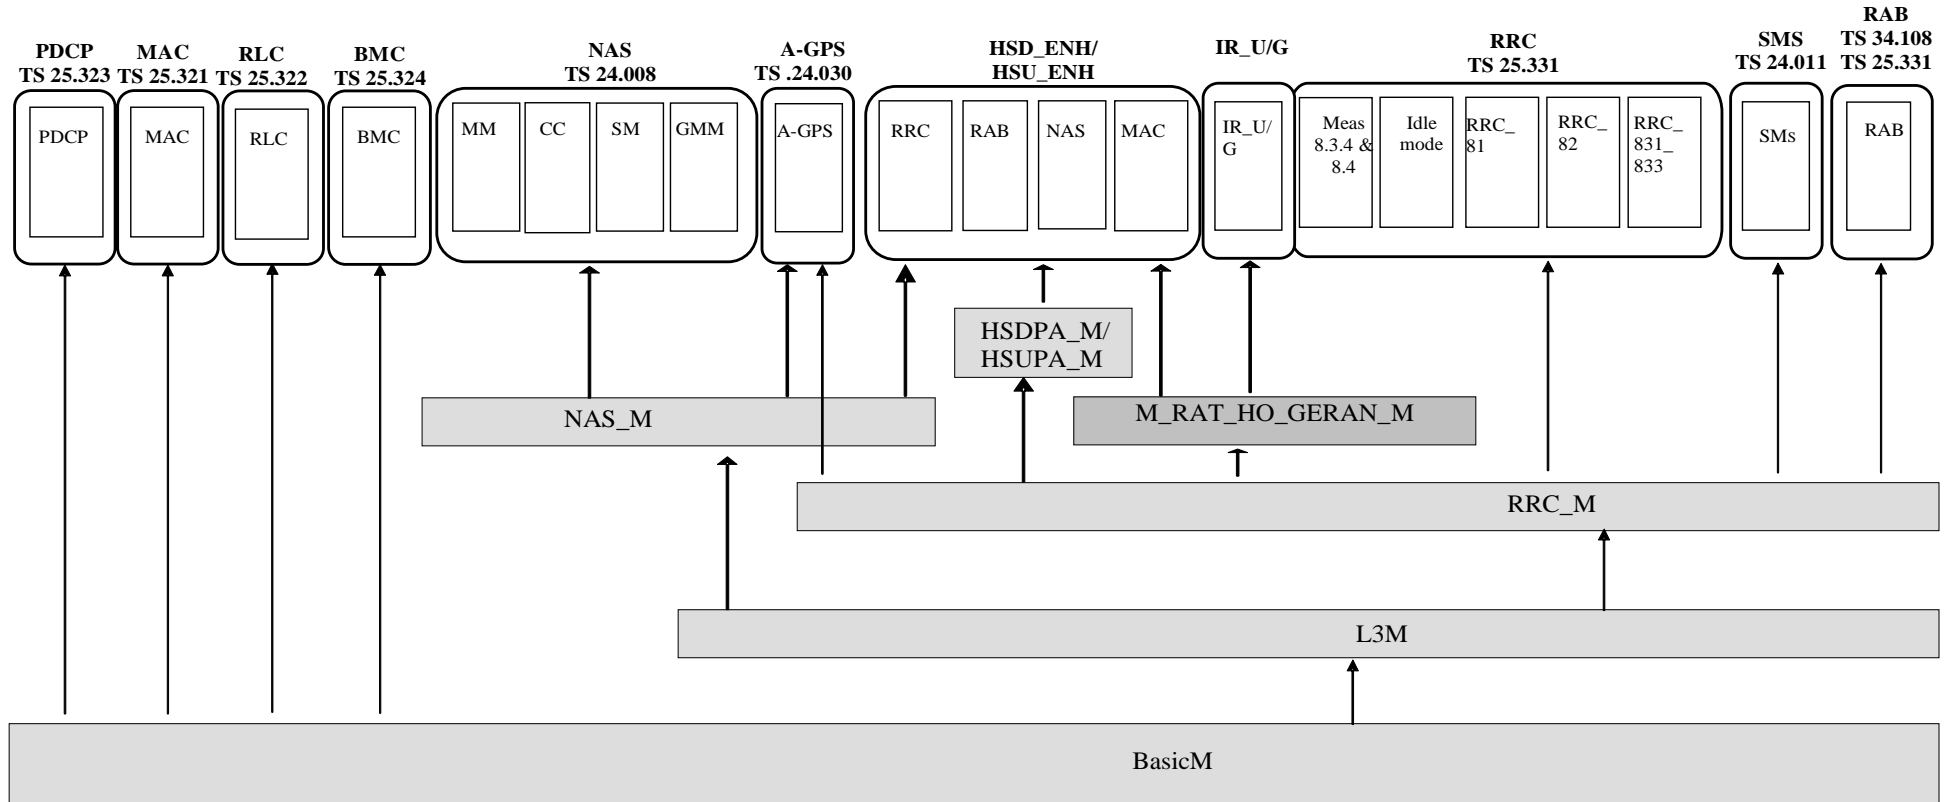 PDCP
TS 25.323
MAC
TS 25.321
RLC
TS 25.322
BMC
TS 25.324
NAS
TS 24.008
A-GPS
TS .24.030
HSD_ENH/
HSU_ENH
IR_U/G
RRC
TS 25.331
SMS
TS 24.011
RAB
TS 34.108
TS 25.331
PDCP
MAC
RLC
BMC
MM
CC
SM
GMM
A-GPS
RRC
RAB
NAS
MAC
IR_U/
G
Meas
8.3.4 &
8.4
Idle
mode
RRC_
81
RRC_
82
RRC_
831_
833
SMs
RAB
HSDPA_M/
HSUPA_M
NAS_M
M_RAT_HO_GERAN_M
RRC_M
L3M
BasicM